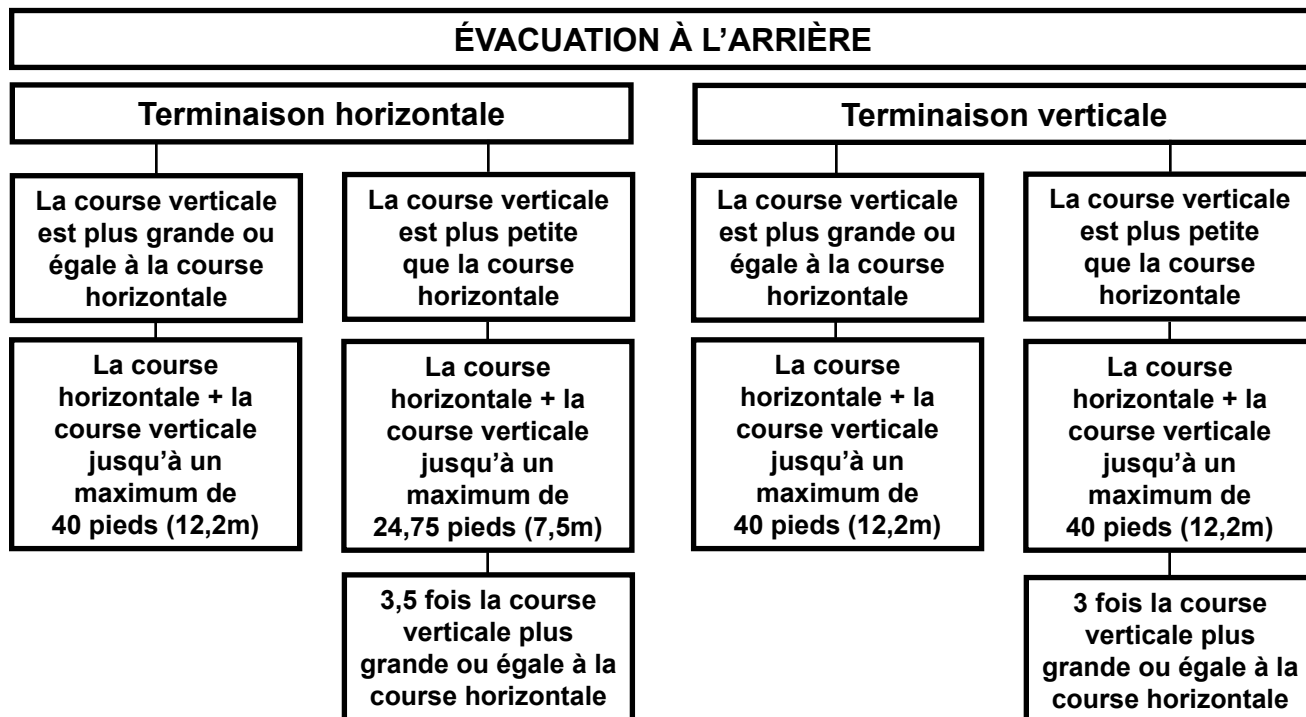 ÉVACUATION À L’ARRIÈRE
Terminaison horizontale
La course verticale
est plus grande ou
égale à la course
horizontale
La course
horizontale + la
course verticale
jusqu’à un
maximum de
40 pieds (12,2m)
La course verticale
est plus petite
que la course
horizontale
La course
horizontale + la
course verticale
jusqu’à un
maximum de
24,75 pieds (7,5m)
3,5 fois la course
verticale plus
grande ou égale à la
course horizontale
Terminaison verticale
La course verticale
est plus grande ou
égale à la course
horizontale
La course
horizontale + la
course verticale
jusqu’à un
maximum de
40 pieds (12,2m)
La course verticale
est plus petite
que la course
horizontale
La course
horizontale + la
course verticale
jusqu’à un
maximum de
40 pieds (12,2m)
3 fois la course
verticale plus
grande ou égale à la
course horizontale